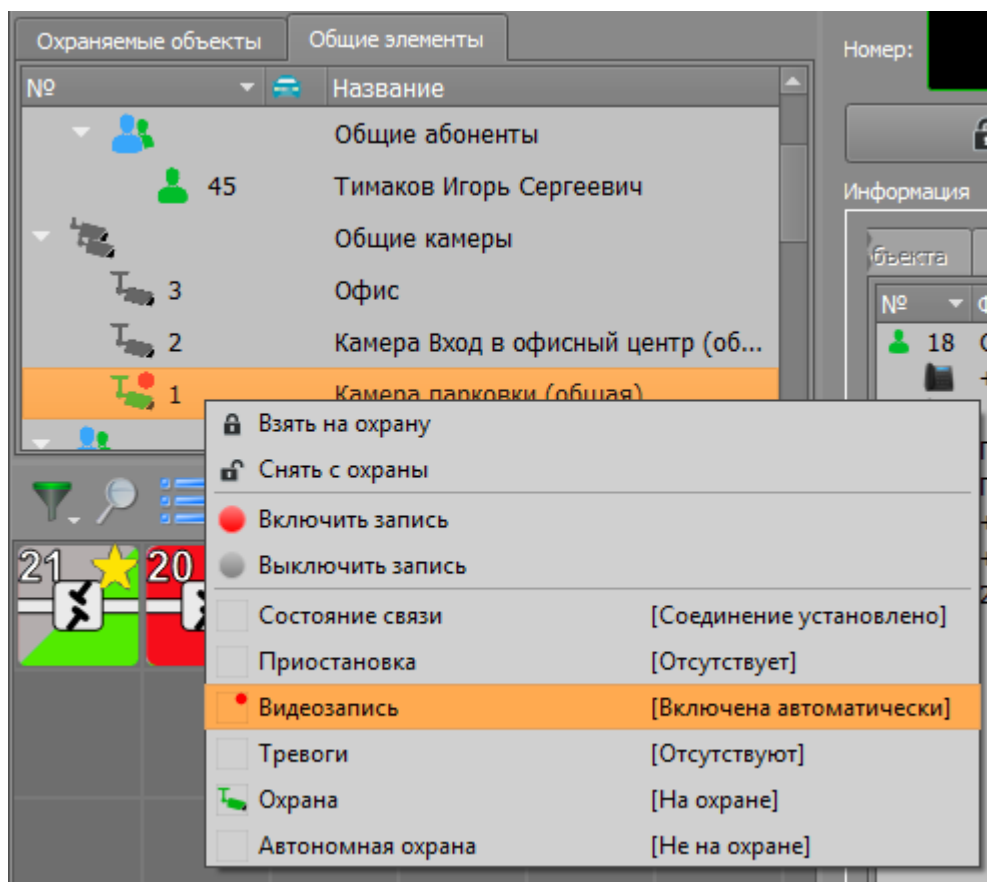 Охраняемые объекты
Общие элементы
№
Название
Общие абоненты
45 Тимаков Игорь Сергеевич
Общие камеры
3 Офис
2 Камера Вход в офисный центр (об...
1 Камера парковки (общая)
Взять на охрану
Снять с охраны
Включить запись
Выключить запись
Состояние связи [Соединение установлено]
Приостановка [Отсутствует]
Видеозапись [Включена автоматически]
Тревоги [Отсутствуют]
Охрана [На охране]
Автономная охрана [Не на охране]
21
20
Номер:
Информация
бъекта
№
18